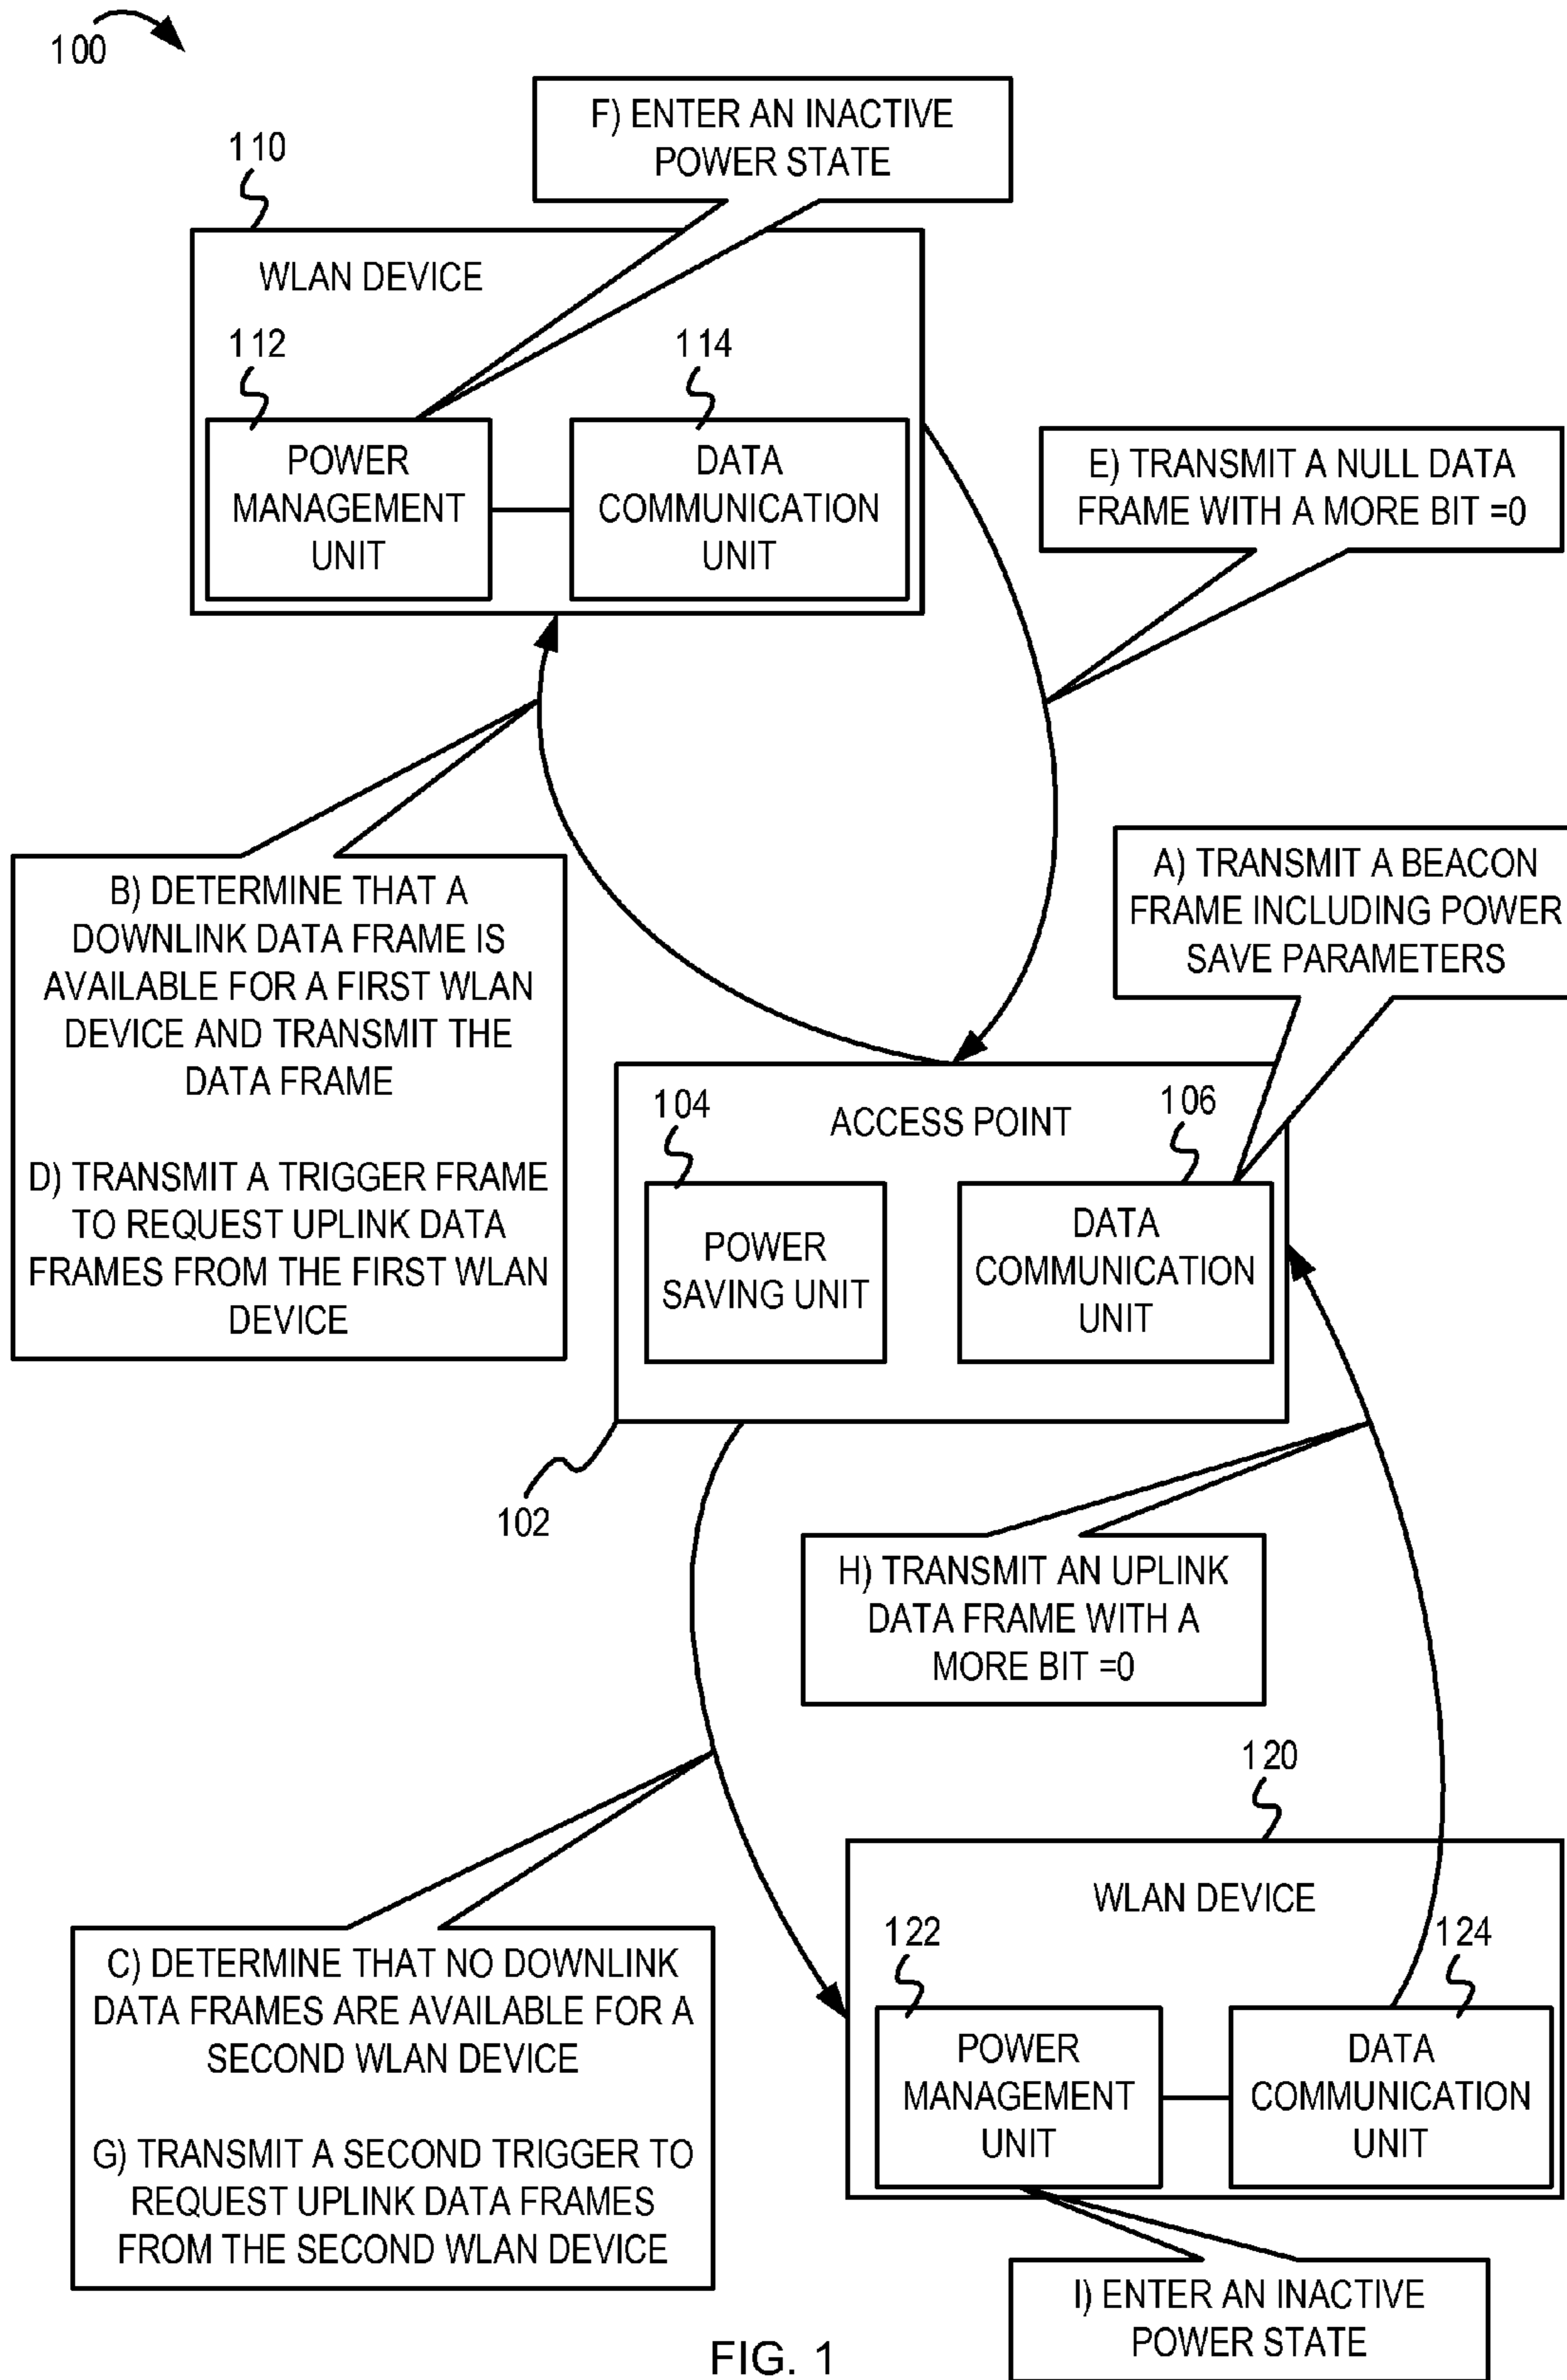 100
F) ENTER AN INACTIVE
POWER STATE
110
WLAN DEVICE
112
114
POWER
MANAGEMENT
UNIT
DATA
COMMUNICATION
UNIT
E) TRANSMIT A NULL DATA
FRAME WITH A MORE BIT =0
B) DETERMINE THAT A
DOWNLINK DATA FRAME IS
AVAILABLE FOR A FIRST WLAN
DEVICE AND TRANSMIT THE
DATA FRAME
D) TRANSMIT A TRIGGER FRAME
TO REQUEST UPLINK DATA
FRAMES FROM THE FIRST WLAN
DEVICE
A) TRANSMIT A BEACON
FRAME INCLUDING POWER
SAVE PARAMETERS
104
ACCESS POINT
106
POWER
SAVING UNIT
DATA
COMMUNICATION
UNIT
102
H) TRANSMIT AN UPLINK
DATA FRAME WITH A
MORE BIT =0
120
WLAN DEVICE
122
124
POWER
MANAGEMENT
UNIT
DATA
COMMUNICATION
UNIT
C) DETERMINE THAT NO DOWNLINK
DATA FRAMES ARE AVAILABLE FOR A
SECOND WLAN DEVICE
G) TRANSMIT A SECOND TRIGGER TO
REQUEST UPLINK DATA FRAMES
FROM THE SECOND WLAN DEVICE
I) ENTER AN INACTIVE
POWER STATE
FIG. 1